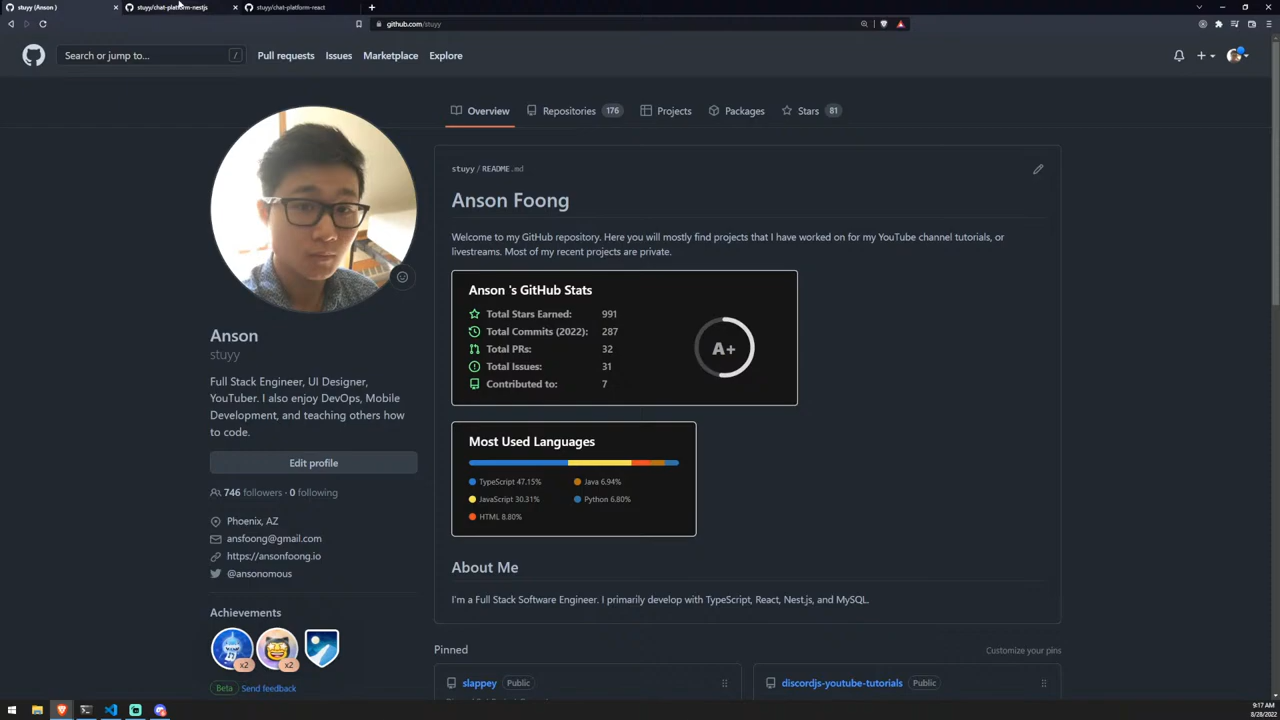 stuyy (Anson )
stuyy/chat-platform-nestjs
stuyy/chat-platform-react
github.com/stuyy
Search or jump to...
/
Pull requests
Issues
Marketplace
Explore
Overview
Repositories 176
Projects
Packages
Stars 81
stuyy / README.md
Anson Foong
Welcome to my GitHub repository. Here you will mostly find projects that I have worked on for my YouTube channel tutorials, or
livestreams. Most of my recent projects are private.
Anson 's GitHub Stats
Total Stars Earned: 991
Total Commits (2022): 287
Total PRs: 32
Total Issues: 31
Contributed to: 7
A+
Most Used Languages
TypeScript 47.15%
Java 6.94%
JavaScript 30.31%
Python 6.80%
HTML 8.80%
About Me
I'm a Full Stack Software Engineer. I primarily develop with TypeScript, React, Nest.js, and MySQL.
Pinned
Customize your pins
slappey Public
discordjs-youtube-tutorials Public
Anson
stuyy
Full Stack Engineer, UI Designer,
YouTuber. I also enjoy DevOps, Mobile
Development, and teaching others how
to code.
Edit profile
746 followers · 0 following
Phoenix, AZ
ansfoong@gmail.com
https://ansonfoong.io
@ansonomous
Achievements
x2
x2
Beta Send feedback
9:17 AM
8/28/2022